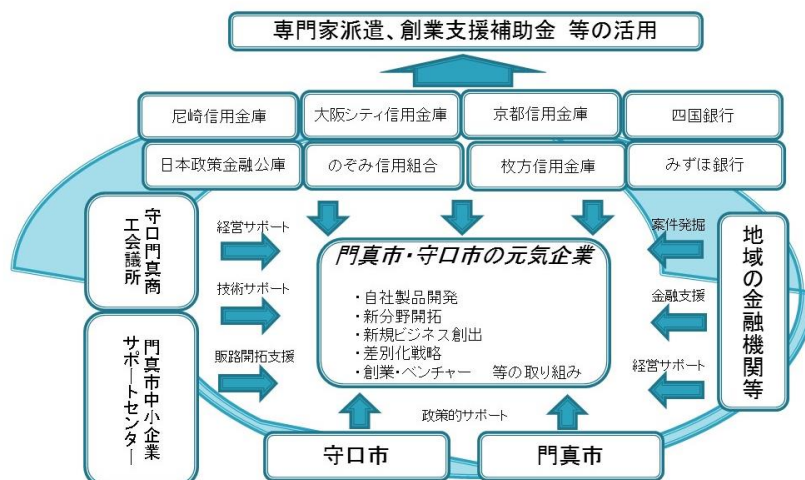 専門家派遣、創業支援補助金 等の活用
尼崎信用金庫
大阪シティ信用金庫
京都信用金庫
四国銀行
日本政策金融公庫
のぞみ信用組合
枚方信用金庫
みずほ銀行
守口門真商
工会議所
門真市中小企業
サポートセンター
経営サポート
技術サポート
販路開拓支援
門真市・守口市の元気企業
・自社製品開発
・新分野開拓
・新規ビジネス創出
・差別化戦略
・創業・ベンチャー 等の取り組み
案件発掘
金融支援
経営サポート
地域の金融機関等
政策的サポート
守口市
門真市